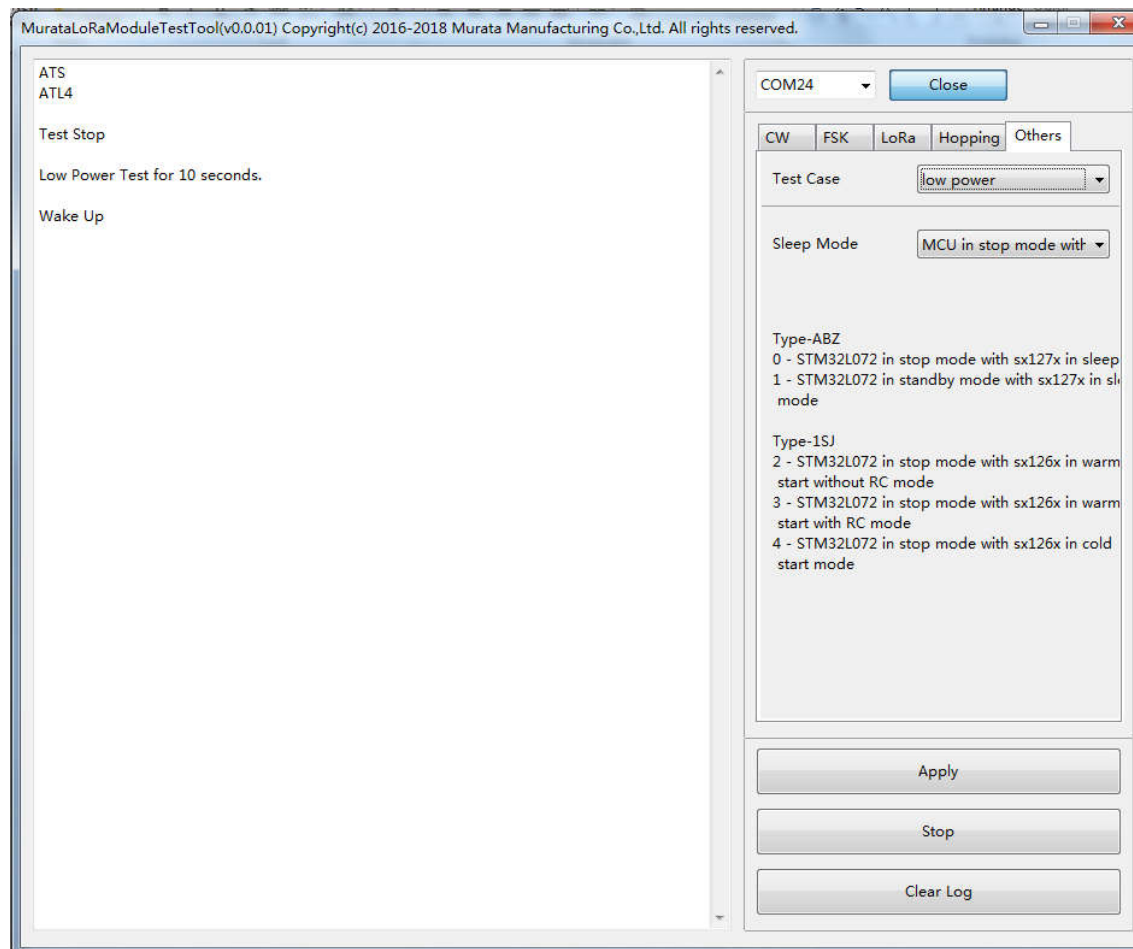 MurataLoRaModuleTestTool(v0.0.01) Copyright(c) 2016-2018 Murata Manufacturing Co.,Ltd. All rights reserved.
ATS
ATL4
Test Stop
Low Power Test for 10 seconds.
Wake Up
COM24
Close
CW FSK LoRa Hopping Others
Test Case low power
Sleep Mode MCU in stop mode with
Type-ABZ
0 - STM32L072 in stop mode with sx127x in sleep
1 - STM32L072 in standby mode with sx127x in
mode
Type-1SJ
2 - STM32L072 in stop mode with sx126x in warm
start without RC mode
3 - STM32L072 in stop mode with sx126x in warm
start with RC mode
4 - STM32L072 in stop mode with sx126x in cold
start mode
Apply
Stop
Clear Log